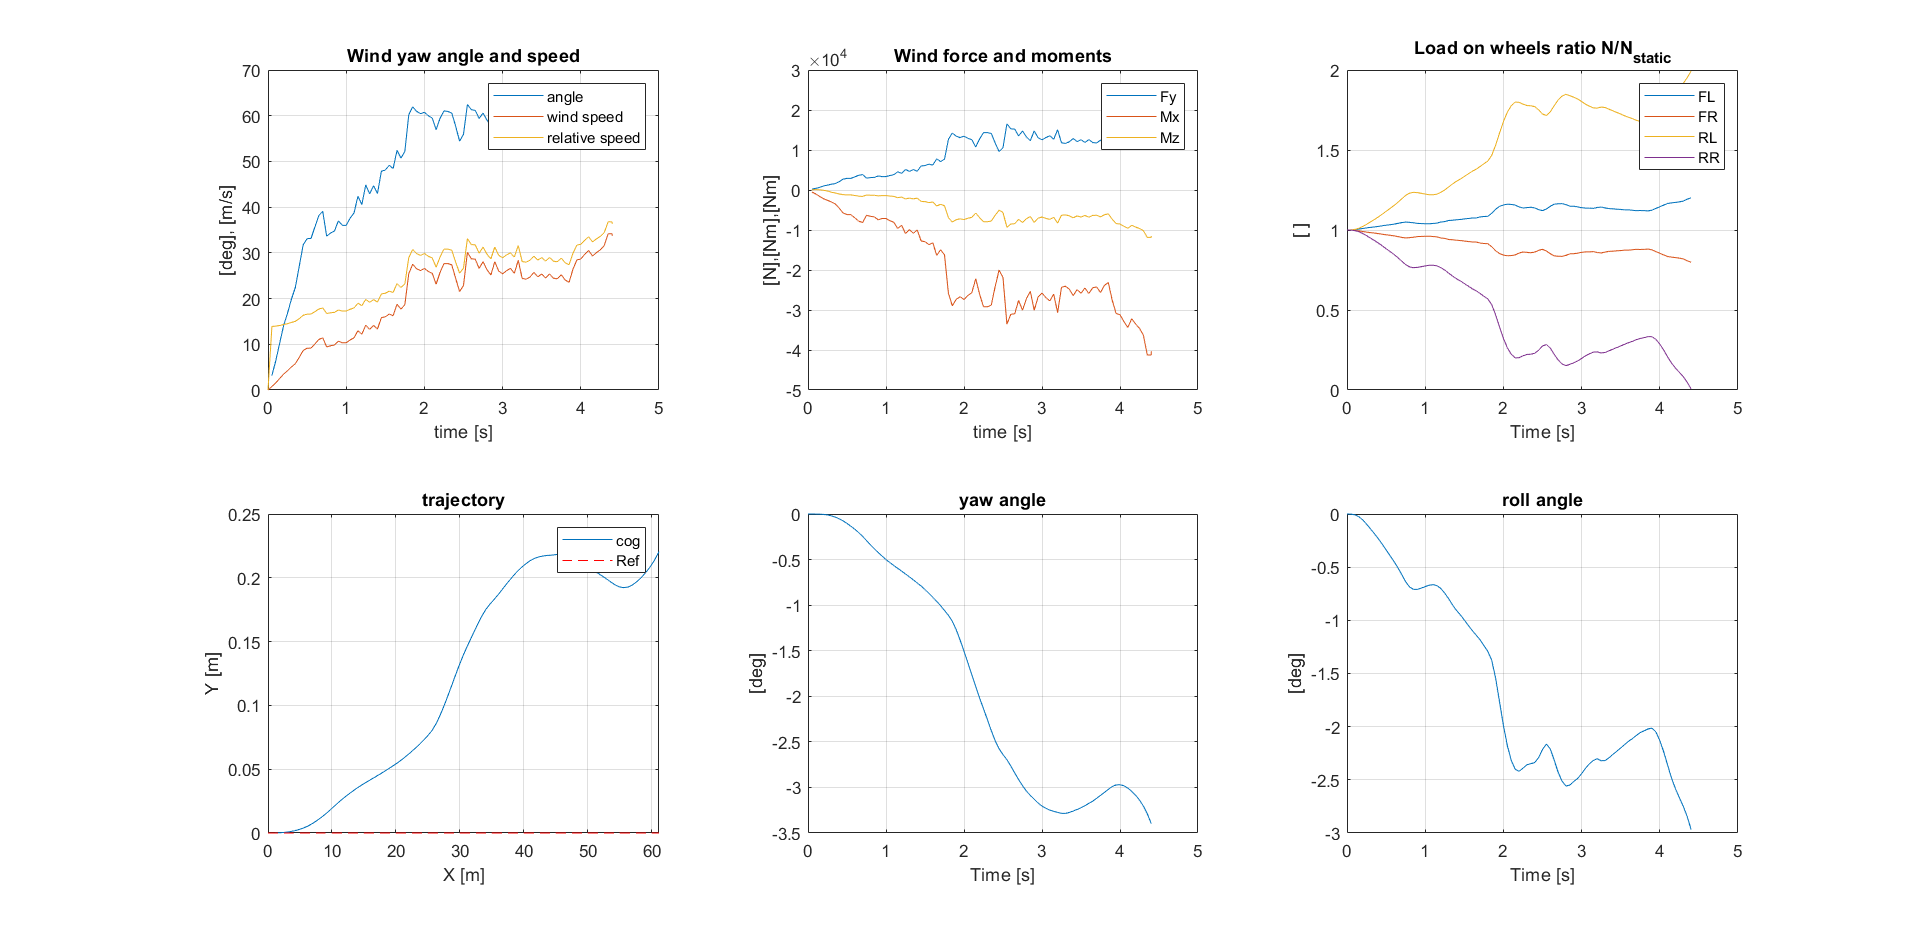 Wind yaw angle and speed
70
60
50
40
30
20
10
0
0 1 2 3 4 5
[deg], [m/s]
time [s]
angle
wind speed
relative speed
Wind force and moments
×10^4
3
2
1
0
-1
-2
-3
-4
-5
0 1 2 3 4 5
[N],[Nm],[Nm]
time [s]
Fy
Mx
Mz
Load on wheels ratio N/N_static
2
1.5
1
0.5
0
0 1 2 3 4 5
[ ]
Time [s]
FL
FR
RL
RR
trajectory
0.25
0.2
0.15
0.1
0.05
0
0 10 20 30 40 50 60
Y [m]
X [m]
cog
Ref
yaw angle
0
-0.5
-1
-1.5
-2
-2.5
-3
-3.5
0 1 2 3 4 5
[deg]
Time [s]
roll angle
0
-0.5
-1
-1.5
-2
-2.5
-3
0 1 2 3 4 5
[deg]
Time [s]